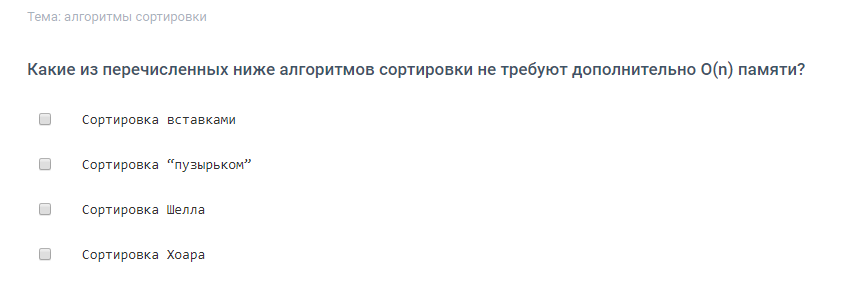 Тема: алгоритмы сортировки
Какие из перечисленных ниже алгоритмов сортировки не требуют дополнительно O(n) памяти?
Сортировка вставками
Сортировка “пузырьком”
Сортировка Шелла
Сортировка Хоара